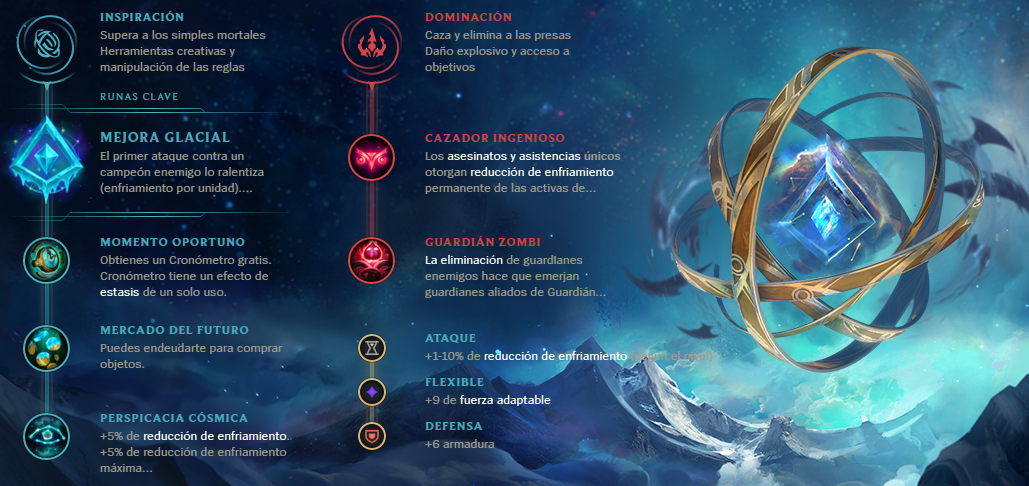 INSPIRACIÓN
Supera a los simples mortales
Herramientas creativas y
manipulación de las reglas
RUNAS CLAVE
MEJORA GLACIAL
El primer ataque contra un
campeón enemigo lo ralentiza
(enfriamiento por unidad)....
MOMENTO OPORTUNO
Obtienes un Cronómetro gratis.
Cronómetro tiene un efecto de
estasis de un solo uso.
MERCADO DEL FUTURO
Puedes endeudarte para comprar
objetos.
PERSPICACIA CÓSMICA
+5% de reducción de enfriamiento
+5% de reducción de enfriamiento
máxima...
DOMINACIÓN
Caza y elimina a las presas
Daño explosivo y acceso a
objetivos
CAZADOR INGENIOSO
Los asesinatos y asistencias únicos
otorgan reducción de enfriamiento
permanente de las activas de...
GUARDIÁN ZOMBI
La eliminación de guardianes
enemigos hace que emerjan
guardianes aliados de Guardián...
ATAQUE
+1-10% de reducción de enfriamiento (según el nivel)
FLEXIBLE
+9 de fuerza adaptable
DEFENSA
+6 armadura